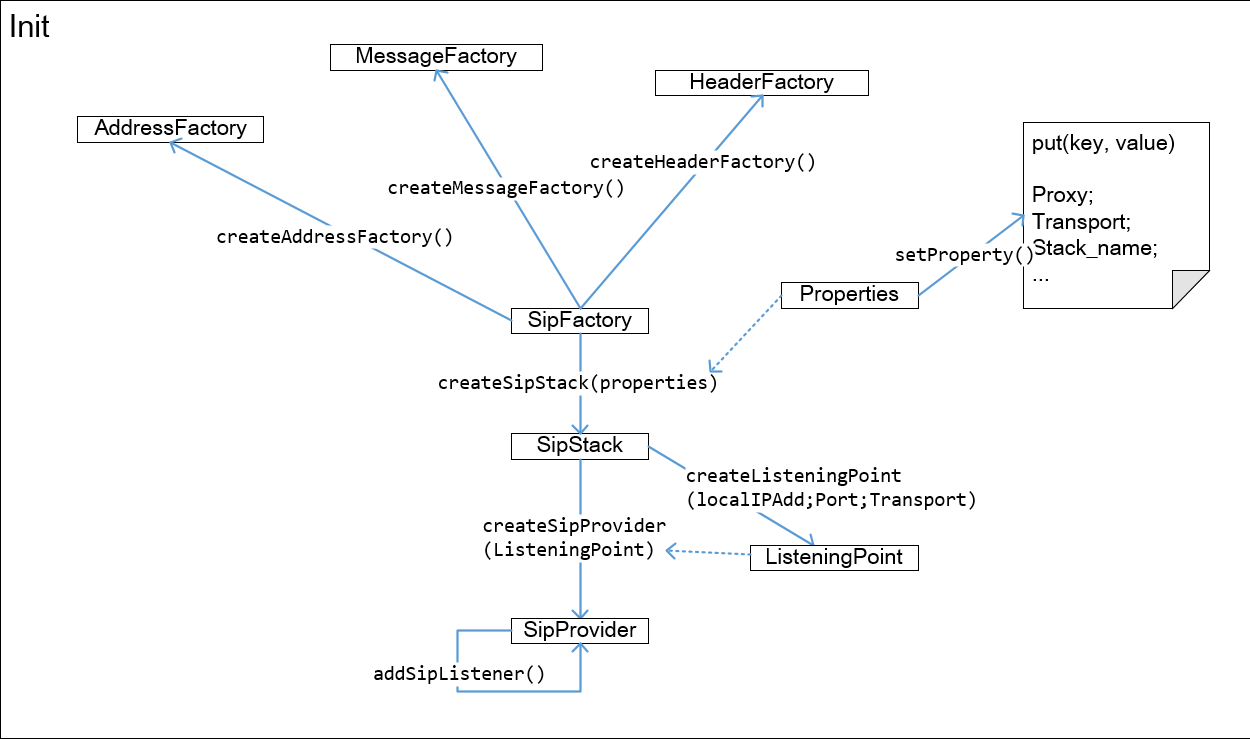 Init
MessageFactory
HeaderFactory
AddressFactory
put(key, value)
createHeaderFactory()
createMessageFactory()
Proxy;
Transport;
createAddressFactory()
setProperty()
Stack_name;
...
Properties
SipFactory
createSipStack(properties)
SipStack
createListeningPoint
(localIPAdd;Port;Transport)
createSipProvider
(ListeningPoint)
ListeningPoint
SipProvider
addSipListener()